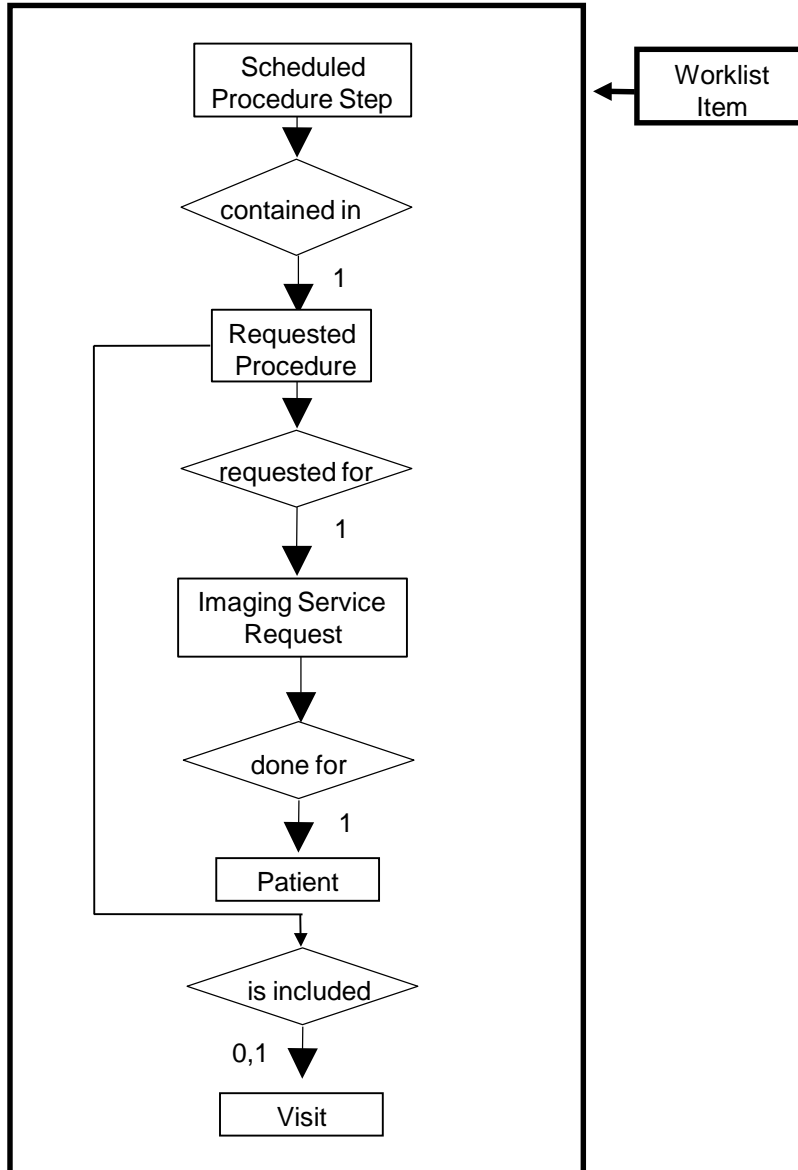 Scheduled
Procedure Step
Worklist
Item
contained in
1
Requested
Procedure
requested for
1
Imaging Service
Request
done for
1
Patient
is included
0,1
Visit